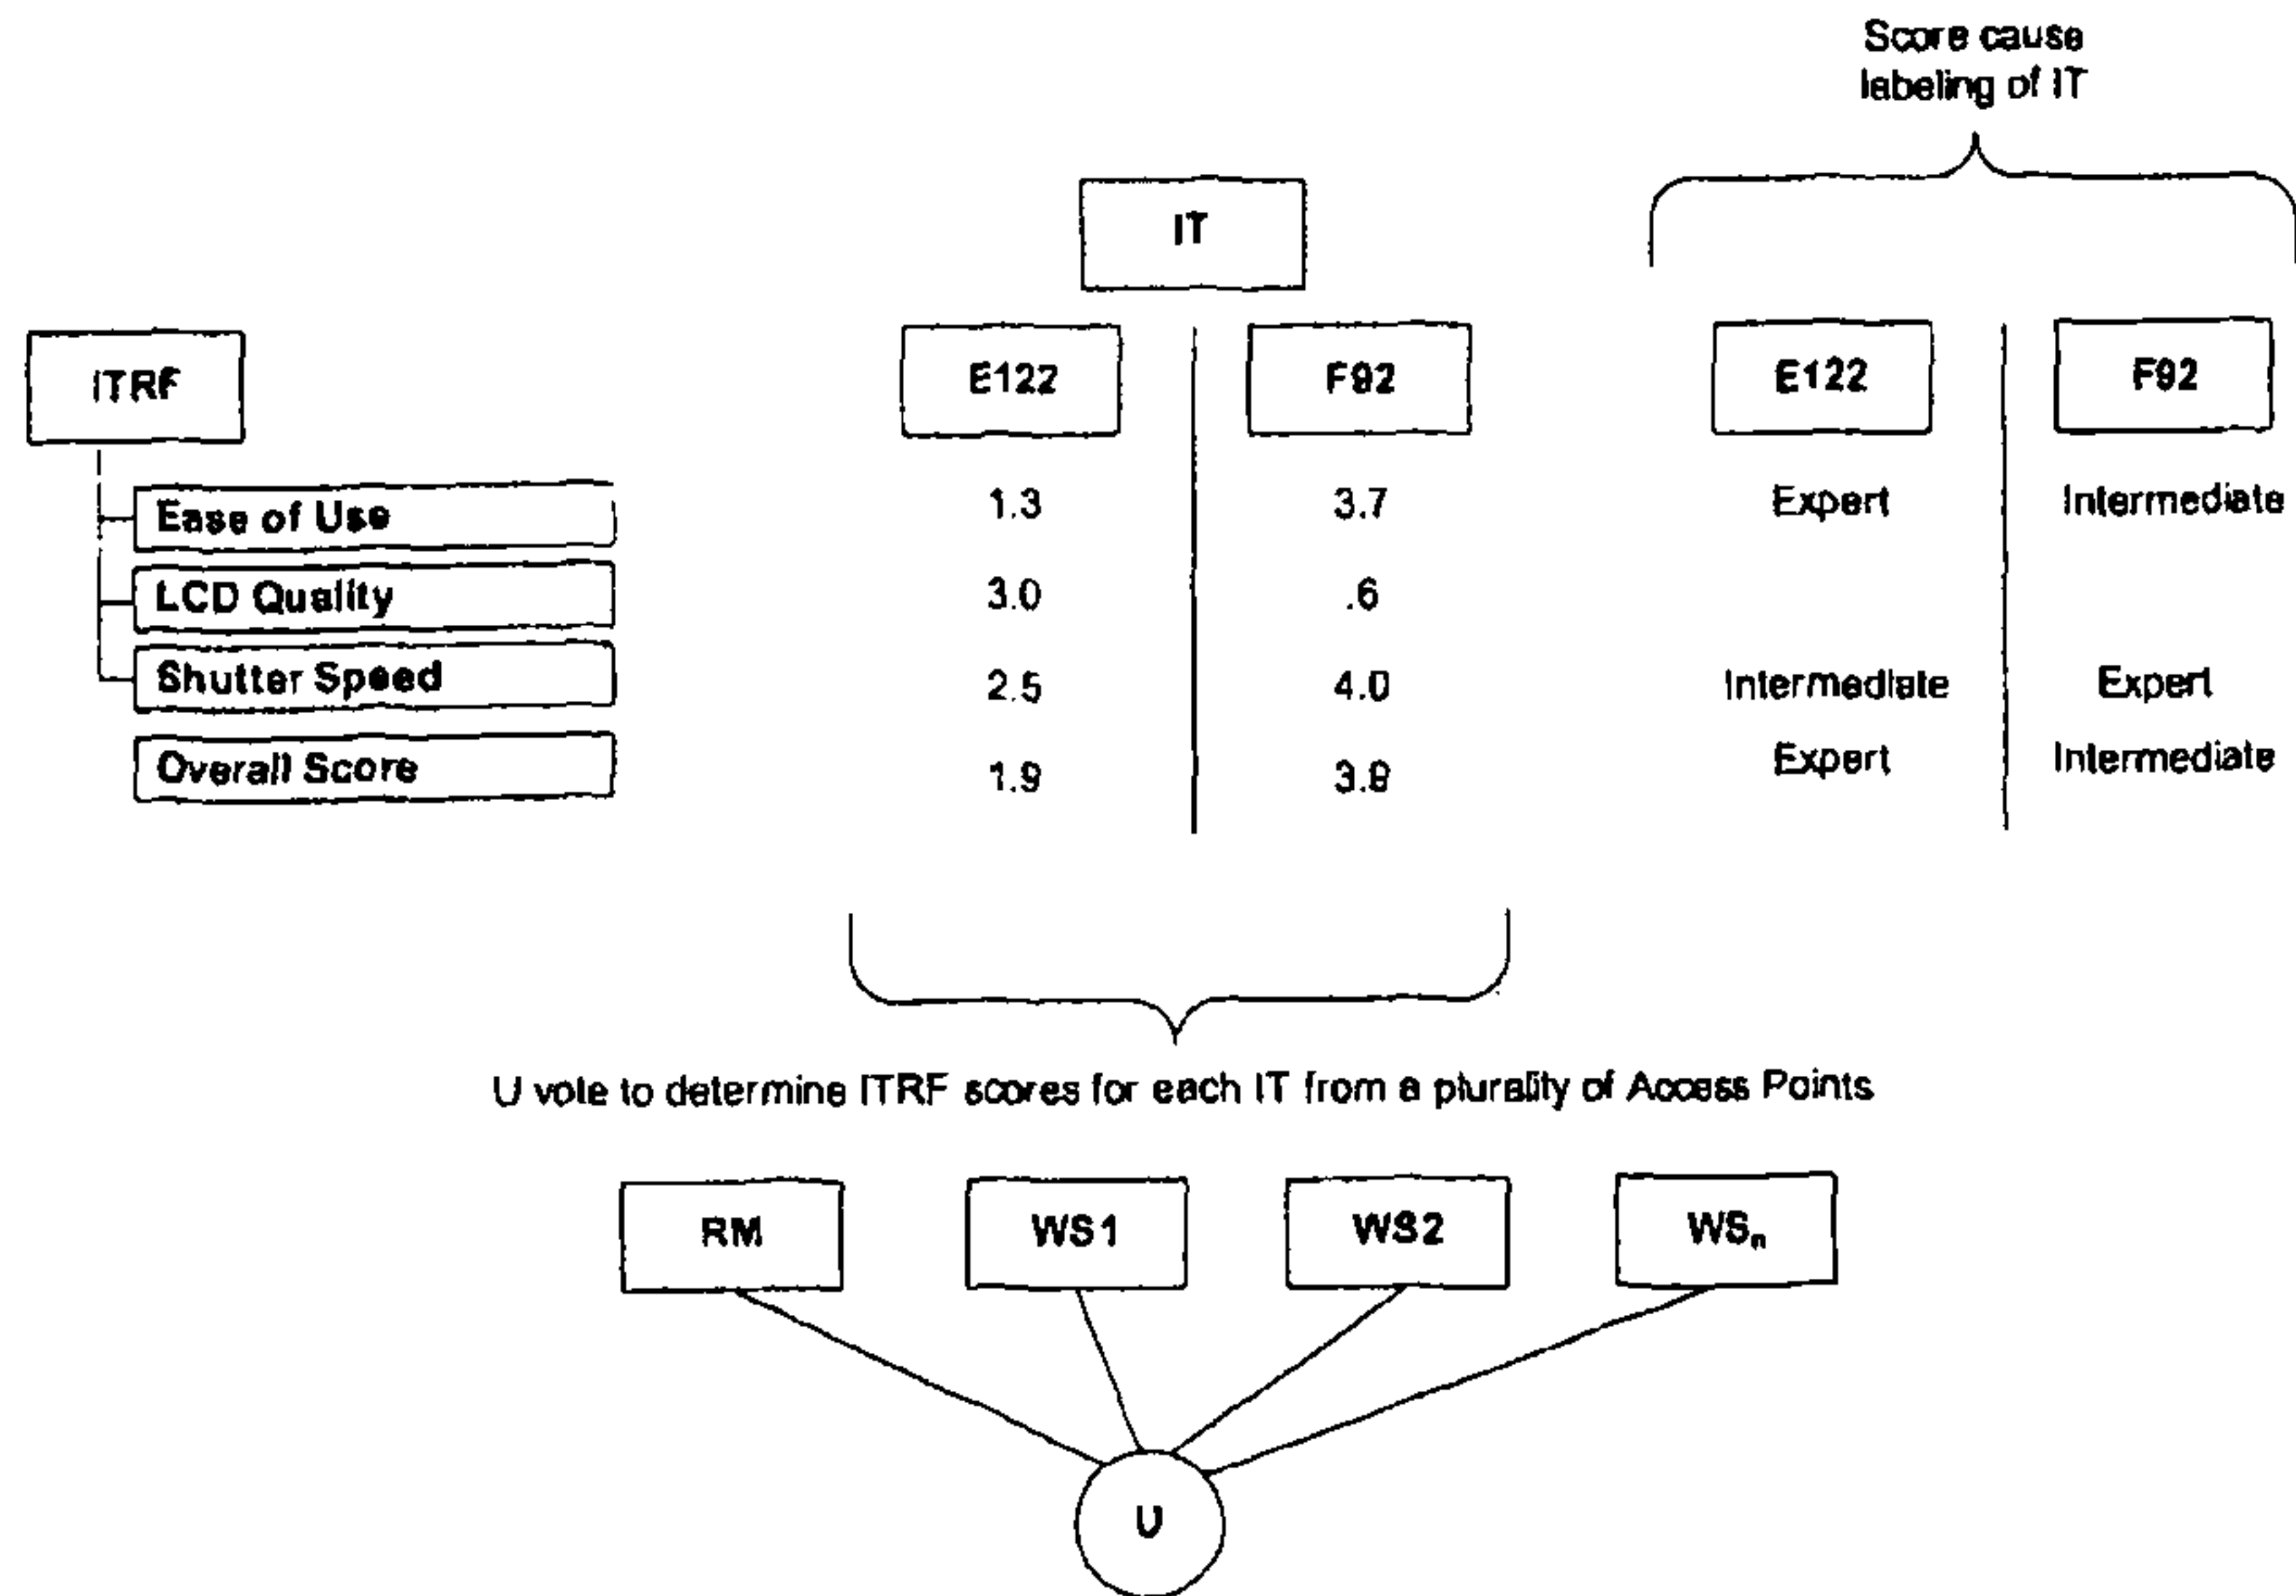 Score cause
labeling of IT
IT
ITRF
E122
F92
E122
F92
Ease of Use
1.3
3.7
Expert
Intermediate
LCD Quality
3.0
.6
Shutter Speed
2.5
4.0
Intermediate
Expert
Overall Score
1.9
3.8
Expert
Intermediate
U vote to determine ITRF scores for each IT from a plurality of Access Points
RM
WS1
WS2
WSn
U